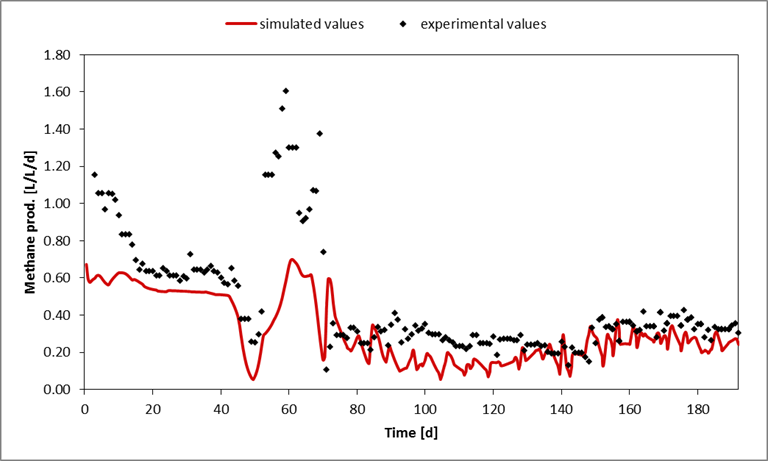 simulated values experimental values
1.80
1.60
1.40
1.20
1.00
0.80
0.60
0.40
0.20
0.00
Methane prod. [L/L/d]
0 20 40 60 80 100 120 140 160 180
Time [d]